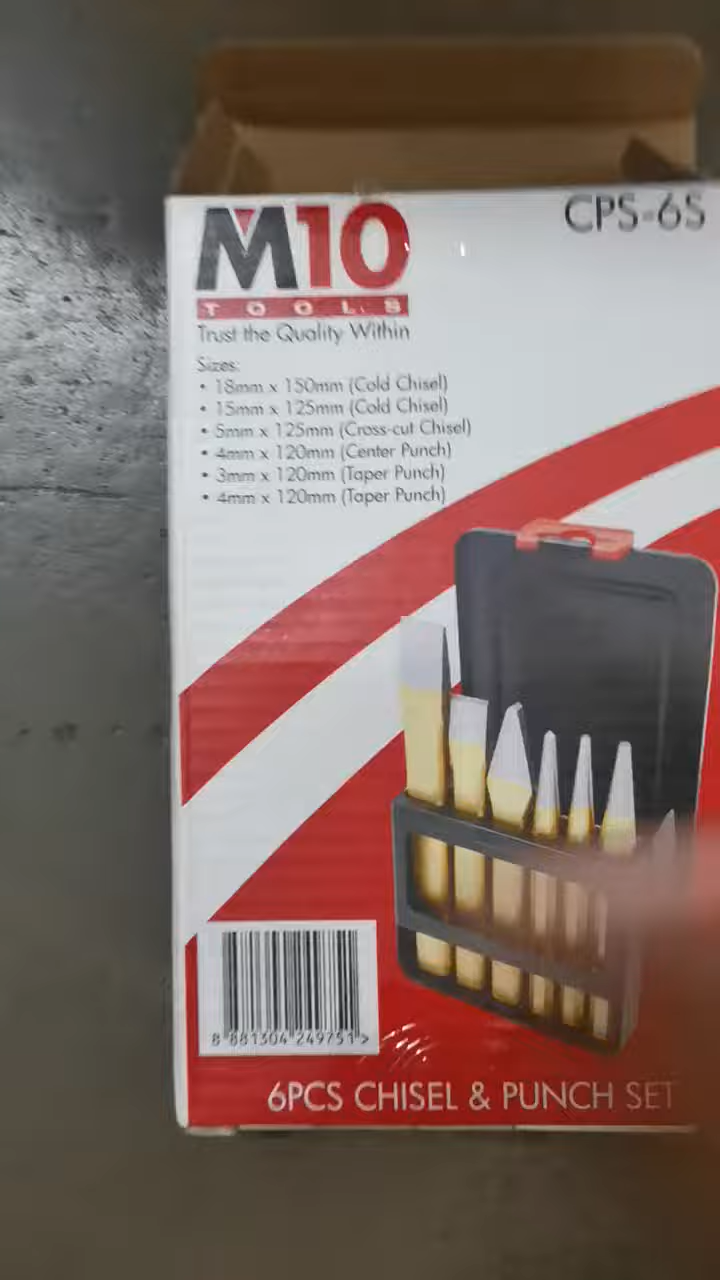 M10
CPS-6S
TOOLS
Trust the Quality Within
Sizes:
• 18mm x 150mm (Cold Chisel)
• 15mm x 125mm (Cold Chisel)
• 5mm x 125mm (Cross-cut Chisel)
• 4mm x 120mm (Center Punch)
• 3mm x 120mm (Taper Punch)
• 4mm x 120mm (Taper Punch)
8 881304 249751 >
6PCS CHISEL & PUNCH SET